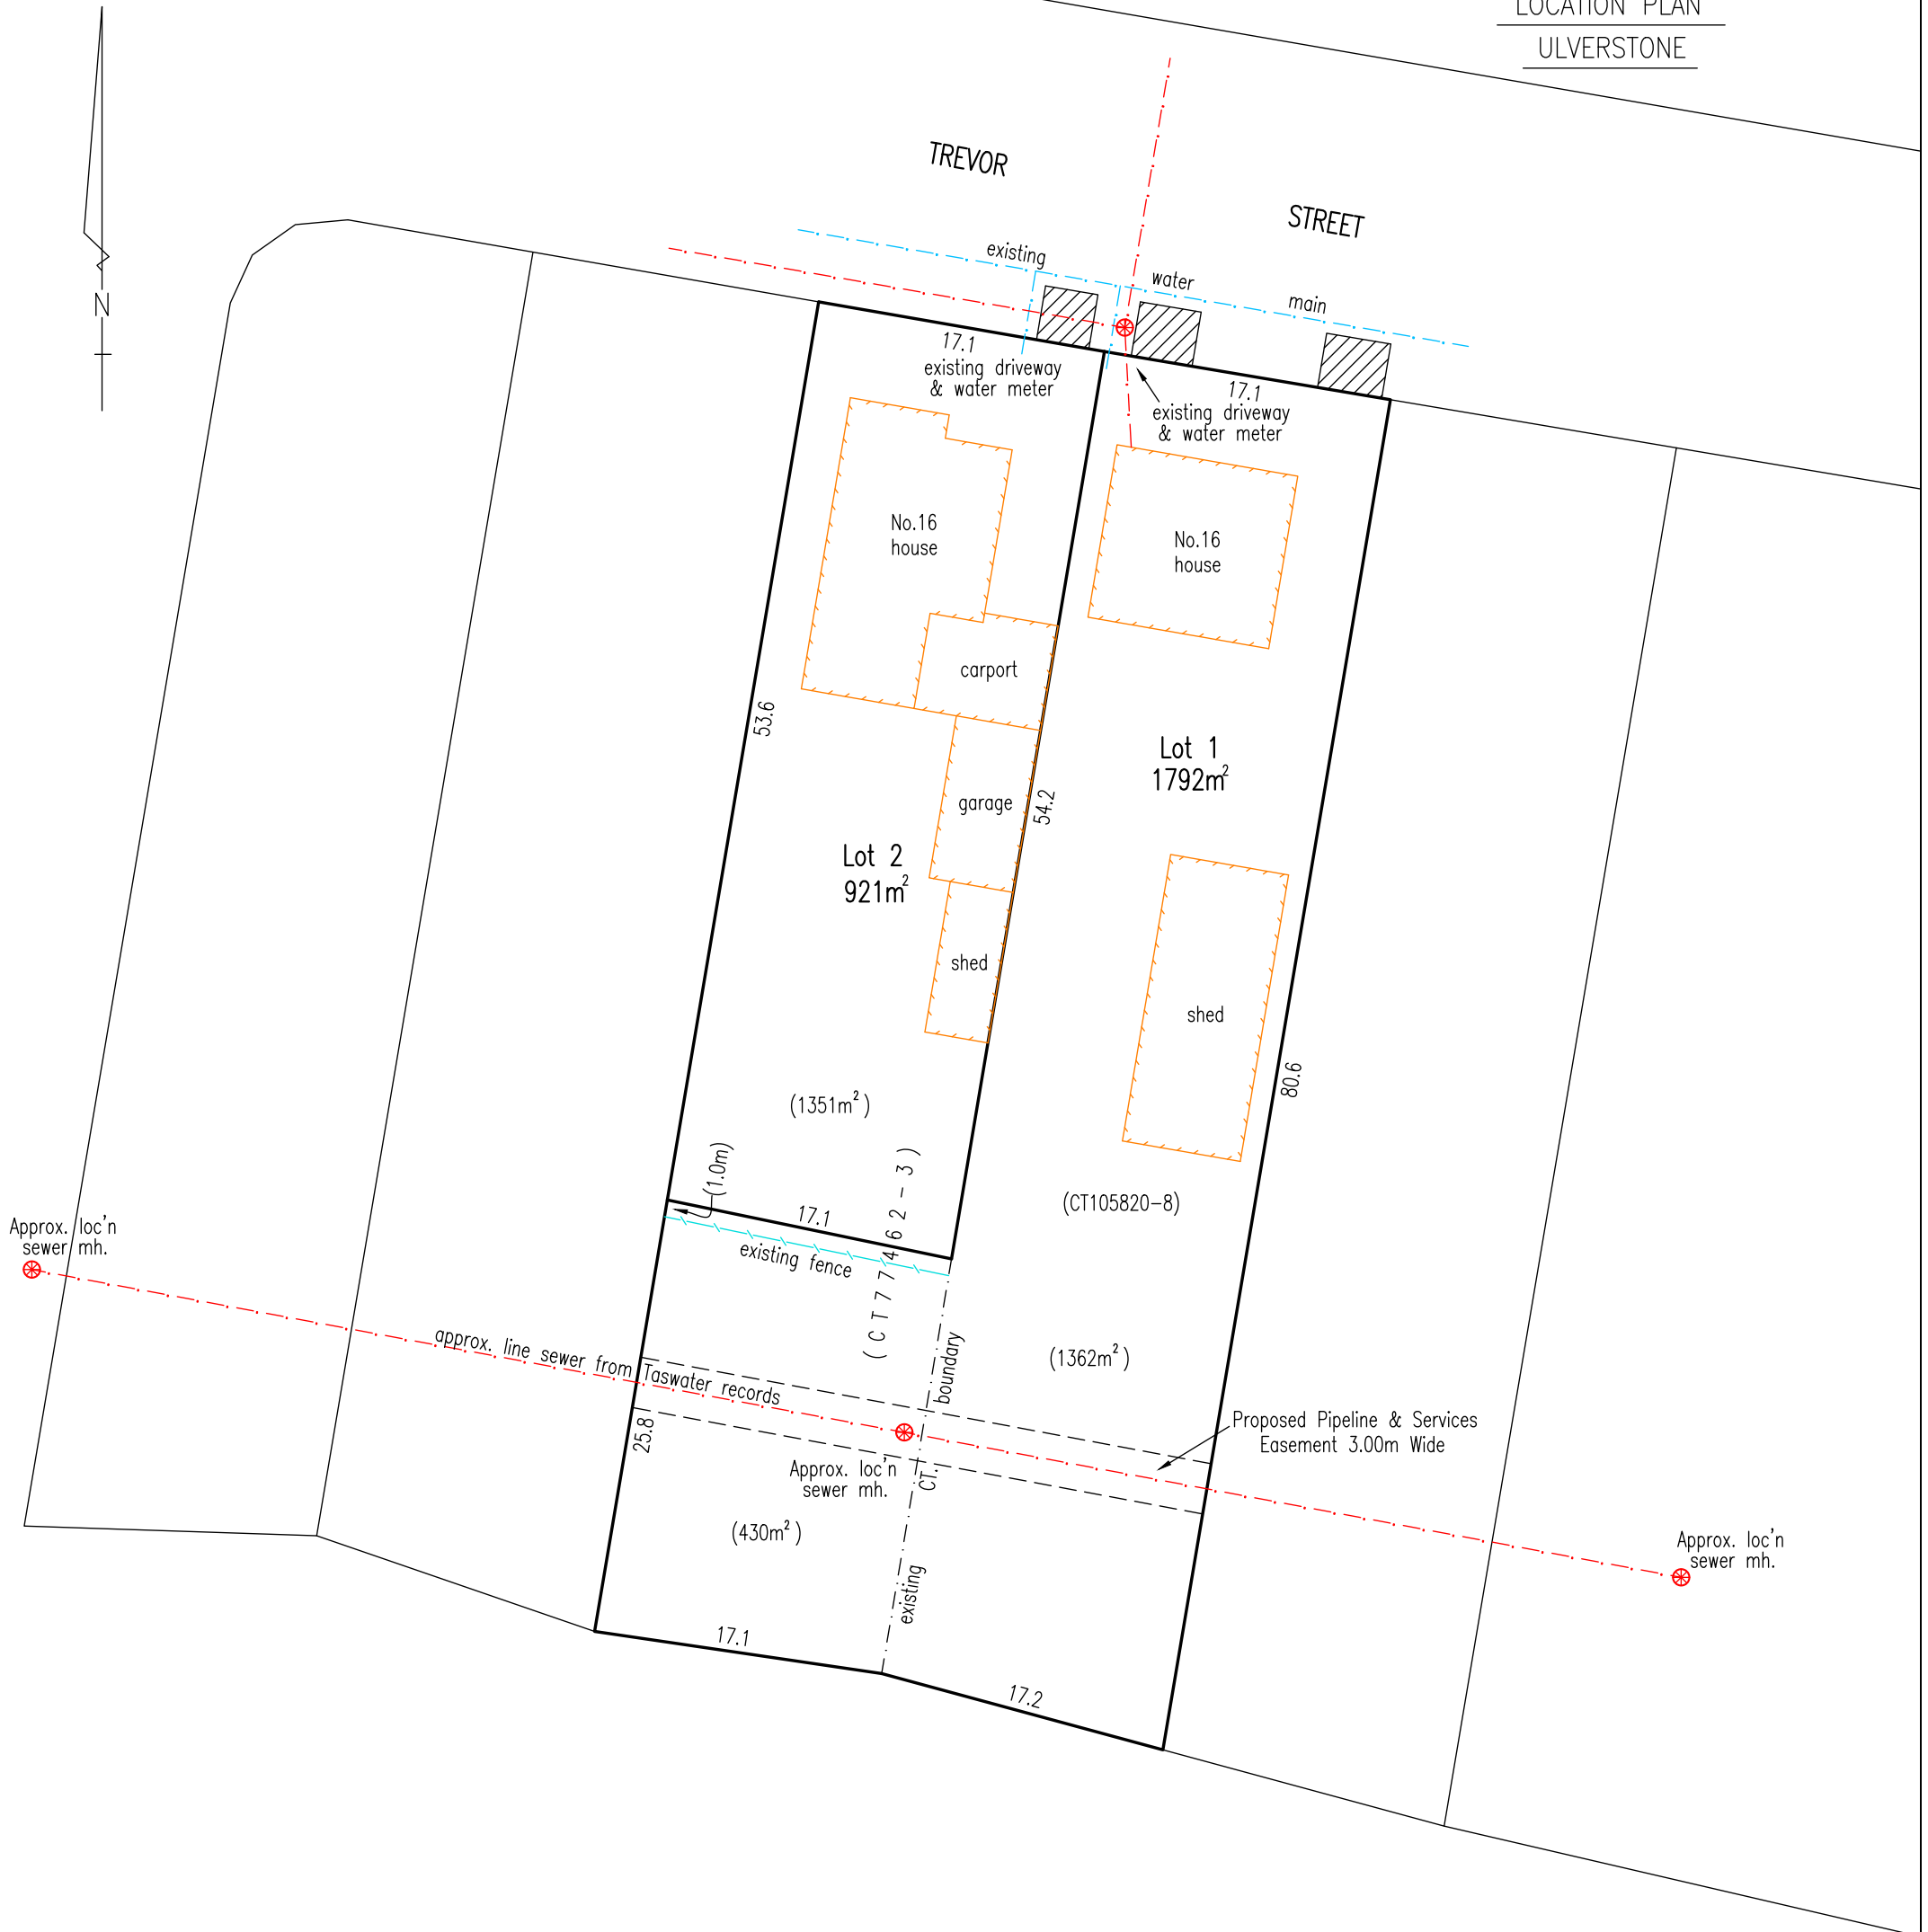 LOCATION PLAN
ULVERSTONE
TREVOR
STREET
existing
water
main
N
17.1
existing driveway
& water meter
17.1
existing driveway
& water meter
No.16
house
No.16
house
carport
53.6
Lot 1
1792m²
garage
54.2
Lot 2
921m²
shed
shed
80.6
(1351m²)
(1.0m)
(CT77462-3)
(CT105820-8)
17.1
existing fence
Approx. loc'n
sewer mh.
approx. line sewer from Taswater records
boundary
(1362m²)
25.8
Proposed Pipeline & Services
Easement 3.00m Wide
Approx. loc'n
sewer mh.
CT.
(430m²)
Approx. loc'n
sewer mh.
existing
17.1
17.2